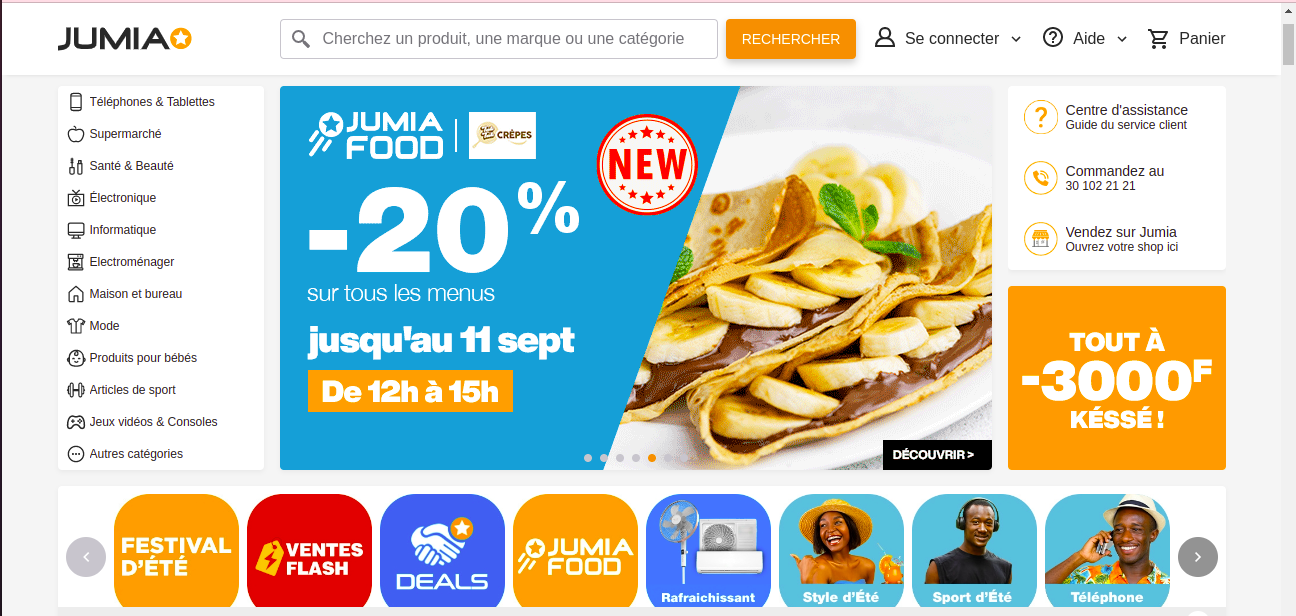 JUMIA
Cherchez un produit, une marque ou une catégorie
RECHERCHER
Se connecter
Aide
Panier
Téléphones & Tablettes
Supermarché
Santé & Beauté
Électronique
Informatique
Electroménager
Maison et bureau
Mode
Produits pour bébés
Articles de sport
Jeux vidéos & Consoles
Autres catégories
JUMIA
FOOD
CRÊPES
NEW
-20%
sur tous les menus
jusqu'au 11 sept
De 12h à 15h
DÉCOUVRIR >
Centre d'assistance
Guide du service client
Commandez au
30 102 21 21
Vendez sur Jumia
Ouvrez votre shop ici
TOUT À
-3000F
KÉSSÉ !
FESTIVAL
D'ÉTÉ
VENTES
FLASH
DEALS
JUMIA
FOOD
Rafraichissant
Style d'Été
Sport d'Été
Téléphone